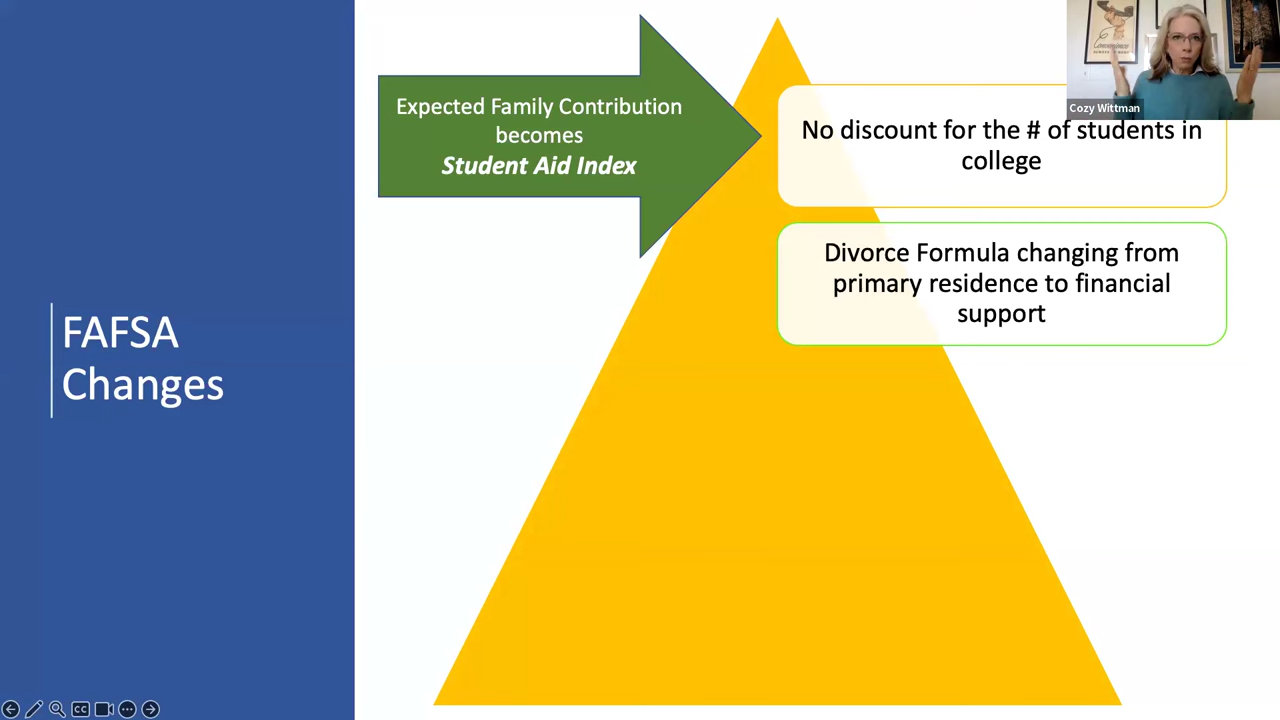 FAFSA
Changes
Expected Family Contribution
becomes
Student Aid Index
No discount for the # of students in
college
Divorce Formula changing from
primary residence to financial
support
Cozy Wittman
CC